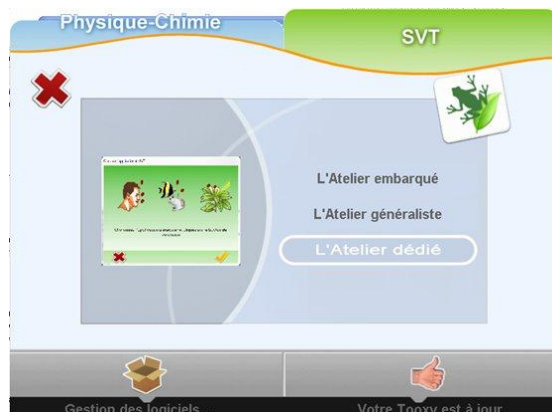 Physique-Chimie
SVT
L'Atelier embarqué
L'Atelier généraliste
L'Atelier dédié
Gestion des logiciels
Votre Tooxy est à jour